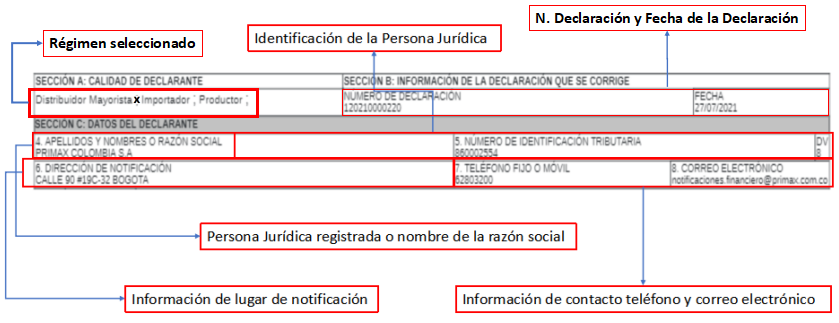 N. Declaración y Fecha de la Declaración
Identificación de la Persona Jurídica
Régimen seleccionado
SECCIÓN A: CALIDAD DE DECLARANTE
SECCIÓN B: INFORMACIÓN DE LA DECLARACIÓN QUE SE CORRIGE
Distribuidor Mayorista x Importador ; Productor ;
NÚMERO DE DECLARACIÓN
120210000220
FECHA
27/07/2021
SECCIÓN C: DATOS DEL DECLARANTE
4. APELLIDOS Y NOMBRES O RAZÓN SOCIAL
PRIMAX COLOMBIA S.A
5. NÚMERO DE IDENTIFICACIÓN TRIBUTARIA
860002554
DV
8
6. DIRECCIÓN DE NOTIFICACIÓN
CALLE 90 #19C-32 BOGOTA
7. TELÉFONO FIJO O MÓVIL
62803200
8. CORREO ELECTRÓNICO
notificaciones.financiero@primax.com.co
Persona Jurídica registrada o nombre de la razón social
Información de lugar de notificación
Información de contacto teléfono y correo electrónico